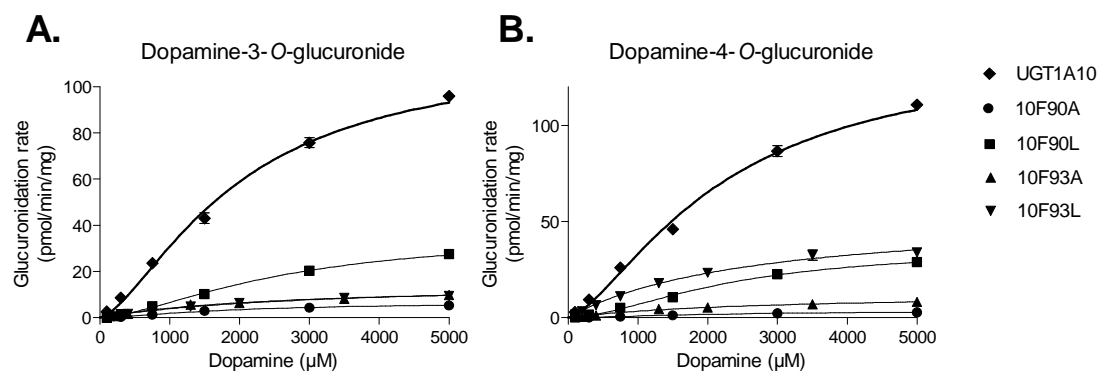 A.
Dopamine-3-O-glucuronide
Glucuronidation rate
(pmol/min/mg)
100
80
60
40
20
0
0 1000 2000 3000 4000 5000
Dopamine (µM)
B.
Dopamine-4-O-glucuronide
Glucuronidation rate
(pmol/min/mg)
100
50
0
0 1000 2000 3000 4000 5000
Dopamine (µM)
UGT1A10
10F90A
10F90L
10F93A
10F93L